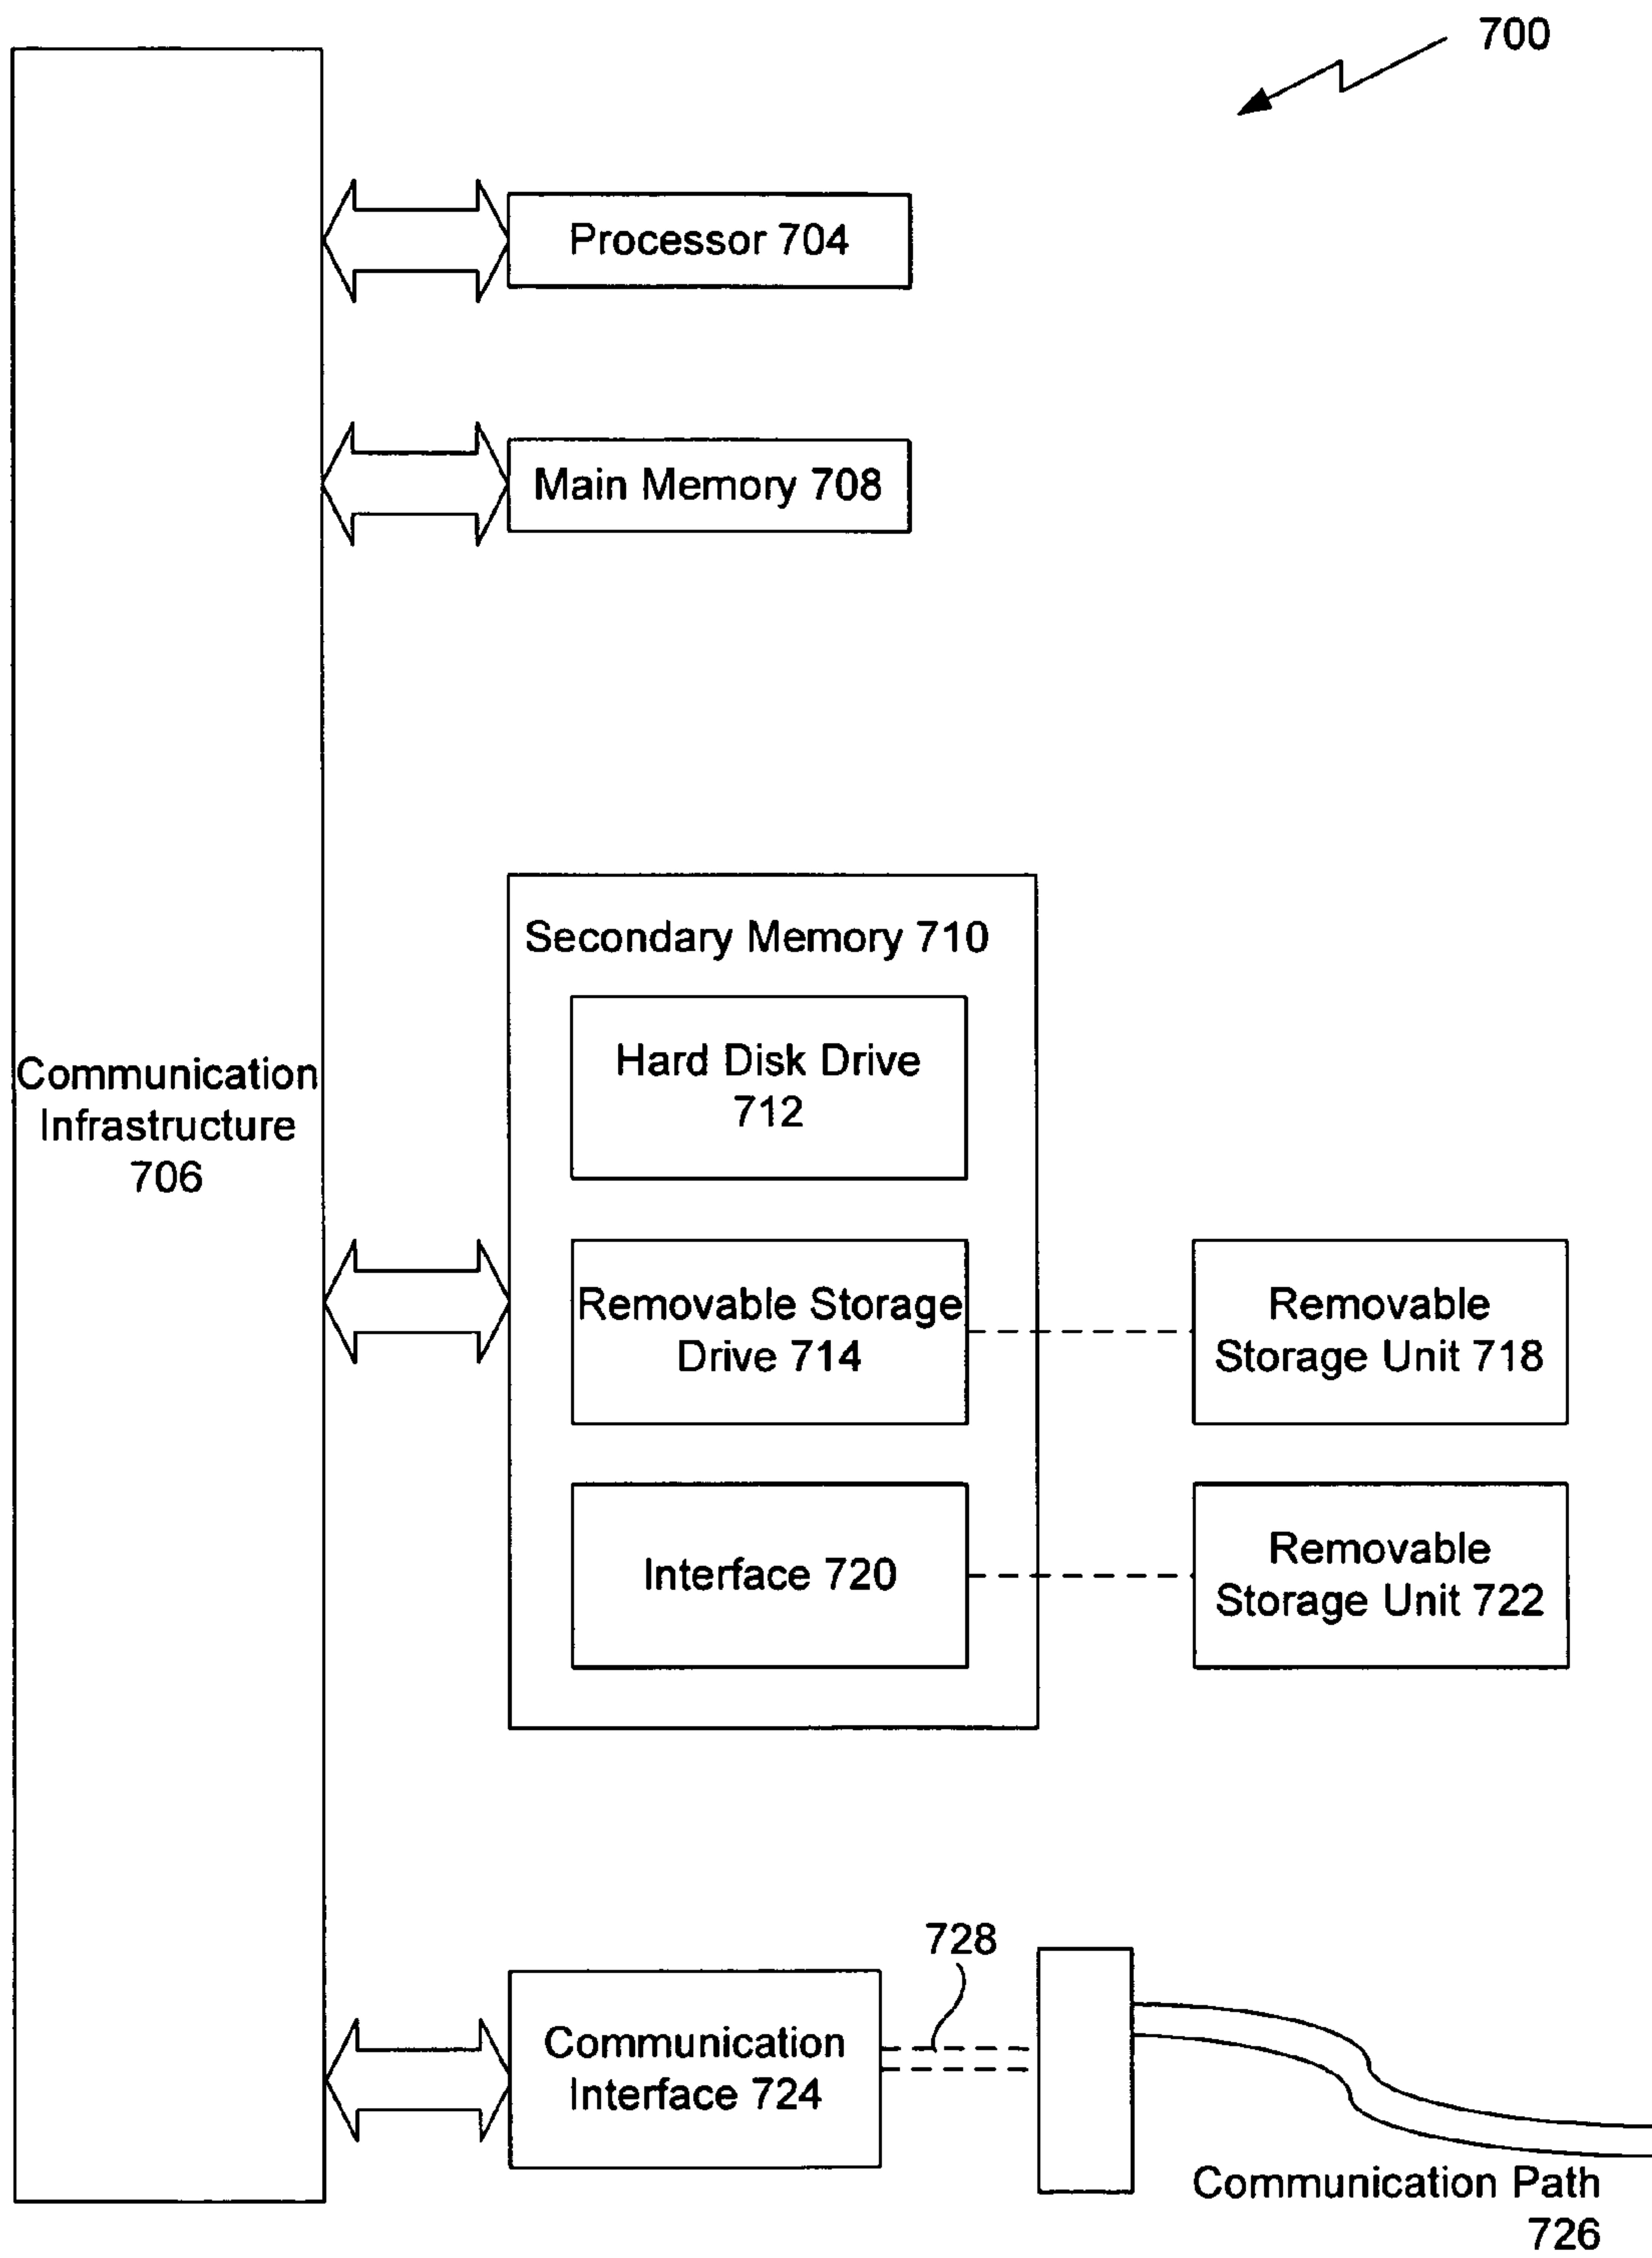 700
Processor 704
Main Memory 708
Secondary Memory 710
Hard Disk Drive
712
Communication
Infrastructure
706
Removable Storage
Drive 714
Removable
Storage Unit 718
Interface 720
Removable
Storage Unit 722
728
Communication
Interface 724
Communication Path
726